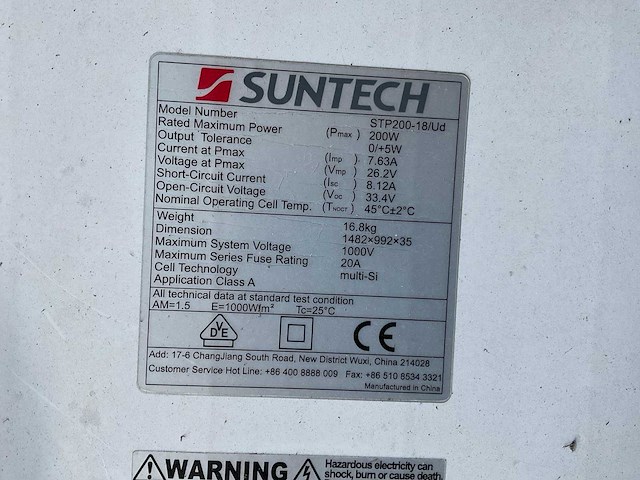 SUNTECH
Model Number STP200-18/Ud
Rated Maximum Power (Pmax) 200W
Output Tolerance 0/+5W
Current at Pmax (Imp) 7.63A
Voltage at Pmax (Vmp) 26.2V
Short-Circuit Current (Isc) 8.12A
Open-Circuit Voltage (Voc) 33.4V
Nominal Operating Cell Temp. (TNOCT) 45°C±2°C
Weight 16.8kg
Dimension 1482×992×35
Maximum System Voltage 1000V
Maximum Series Fuse Rating 20A
Cell Technology multi-Si
Application Class A
All technical data at standard test condition
AM=1.5 E=1000W/m² Tc=25°C
VDE CE
Add: 17-6 ChangJiang South Road, New District Wuxi, China 214028
Customer Service Hot Line: +86 400 8888 009 Fax: +86 510 8534 3321
Manufactured in China
WARNING Hazardous electricity can
shock, burn or cause death.